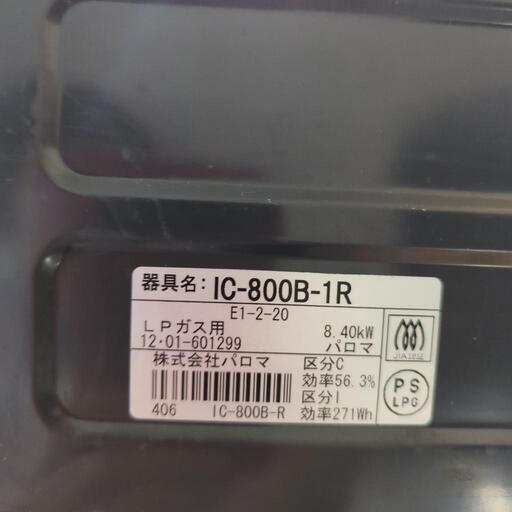 器具名: IC-800B-1R
E1-2-20
LPガス用 8.40kW
12・01-601299 パロマ
株式会社パロマ 区分C
効率56.3%
区分I
406 IC-800B-R 効率271Wh
JIA
PS
LPG